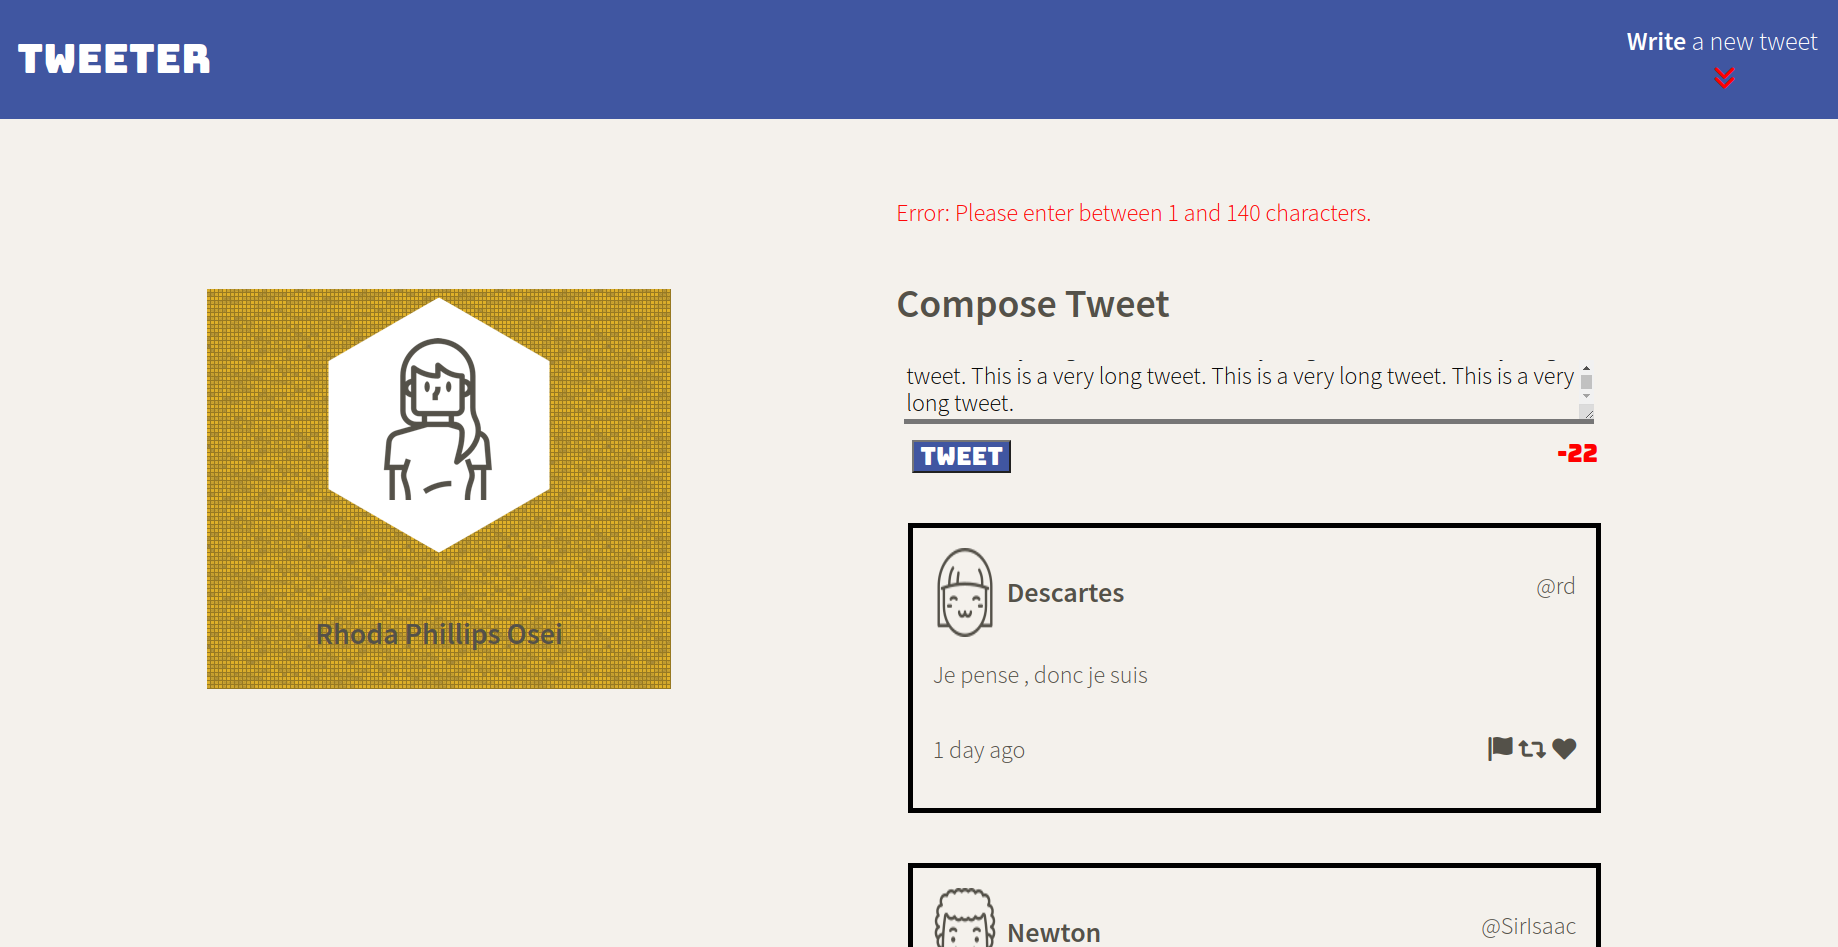 TWEETER
Write a new tweet
Error: Please enter between 1 and 140 characters.
Compose Tweet
tweet. This is a very long tweet. This is a very long tweet. This is a very
long tweet.
TWEET
-22
Rhoda Phillips Osei
Descartes
@rd
Je pense , donc je suis
1 day ago
Newton
@SirIsaac